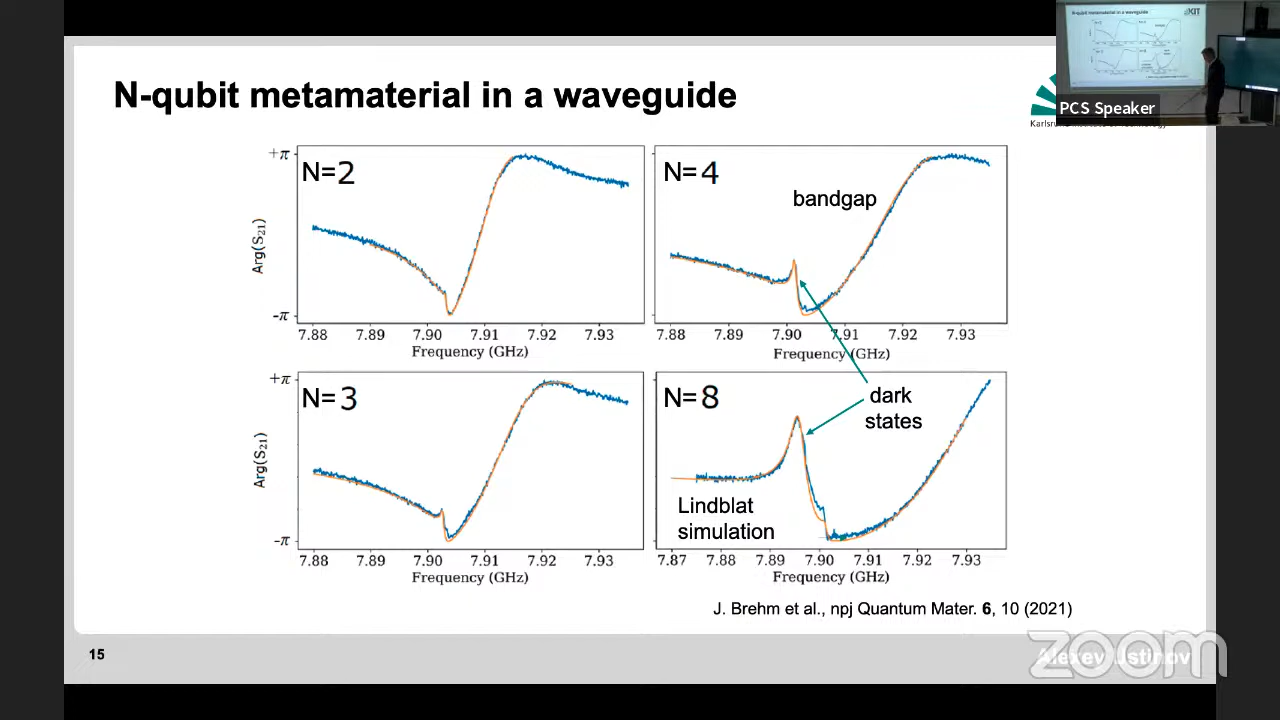 N-qubit metamaterial in a waveguide
PCS Speaker
+π
N=2
Arg(S21)
-π
7.88 7.89 7.90 7.91 7.92 7.93
Frequency (GHz)
N=4
bandgap
7.88 7.89 7.90 7.91 7.92 7.93
Frequency (GHz)
+π
N=3
Arg(S21)
-π
7.88 7.89 7.90 7.91 7.92 7.93
Frequency (GHz)
N=8
dark
states
Lindblat
simulation
7.87 7.88 7.89 7.90 7.91 7.92 7.93
Frequency (GHz)
J. Brehm et al., npj Quantum Mater. 6, 10 (2021)
15
Alexey Ustinov
zoom